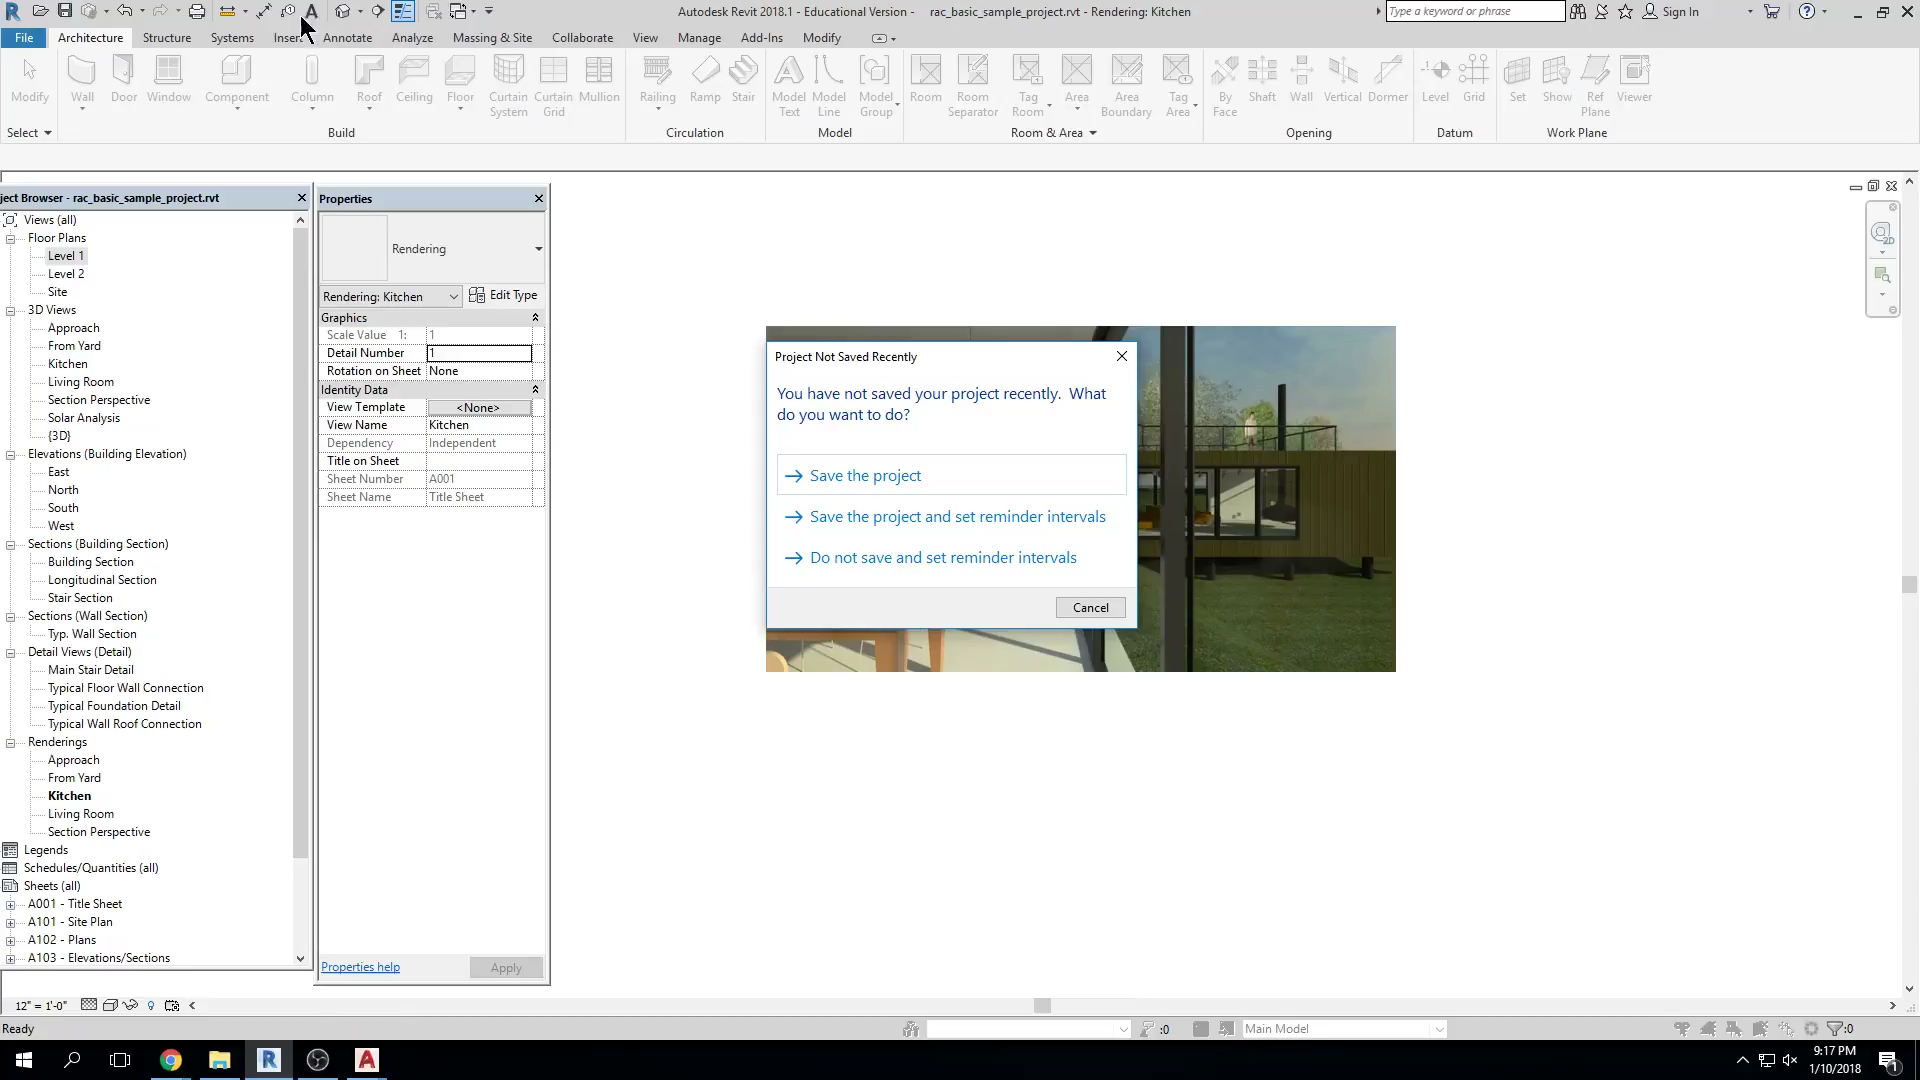 Autodesk Revit 2018.1 - Educational Version - rac_basic_sample_project.rvt - Rendering: Kitchen
Type a keyword or phrase
Sign In
File Architecture Structure Systems Insert Annotate Analyze Massing & Site Collaborate View Manage Add-Ins Modify
Modify Wall Door Window Component Column Roof Ceiling Floor Curtain System Curtain Grid Mullion Railing Ramp Stair Model Text Model Line Model Group Room Room Separator Tag Room Area Area Boundary Tag Area By Face Shaft Wall Vertical Dormer Level Grid Set Show Ref Plane Viewer
Select Build Circulation Model Room & Area Opening Datum Work Plane
ject Browser - rac_basic_sample_project.rvt
Views (all)
Floor Plans
Level 1
Level 2
Site
3D Views
Approach
From Yard
Kitchen
Living Room
Section Perspective
Solar Analysis
{3D}
Elevations (Building Elevation)
East
North
South
West
Sections (Building Section)
Building Section
Longitudinal Section
Stair Section
Sections (Wall Section)
Typ. Wall Section
Detail Views (Detail)
Main Stair Detail
Typical Floor Wall Connection
Typical Foundation Detail
Typical Wall Roof Connection
Renderings
Approach
From Yard
Kitchen
Living Room
Section Perspective
Legends
Schedules/Quantities (all)
Sheets (all)
A001 - Title Sheet
A101 - Site Plan
A102 - Plans
A103 - Elevations/Sections
Properties
Rendering
Rendering: Kitchen Edit Type
Graphics
Scale Value 1: 1
Detail Number 1
Rotation on Sheet None
Identity Data
View Template <None>
View Name Kitchen
Dependency Independent
Title on Sheet
Sheet Number A001
Sheet Name Title Sheet
Properties help Apply
Project Not Saved Recently
You have not saved your project recently. What
do you want to do?
Save the project
Save the project and set reminder intervals
Do not save and set reminder intervals
Cancel
2D
12" = 1'-0"
Ready
:0
Main Model
:0
9:17 PM
1/10/2018
1